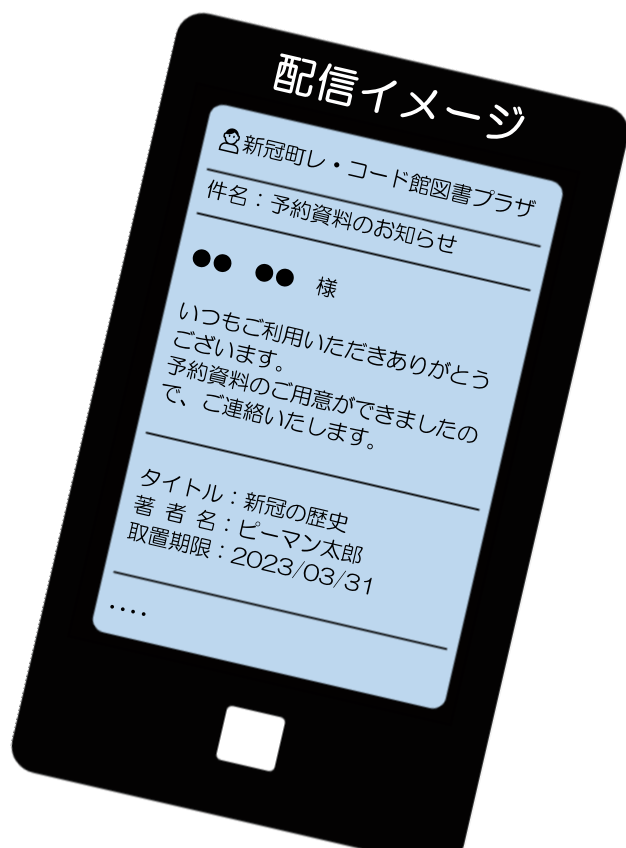 配信イメージ
新冠町レ・コード館図書プラザ
件名：予約資料のお知らせ
●● ●● 様
いつもご利用いただきありがとう
ございます。
予約資料のご用意ができましたの
で、ご連絡いたします。
タイトル：新冠の歴史
著 者 名：ピーマン太郎
取置期限：2023/03/31
‥‥